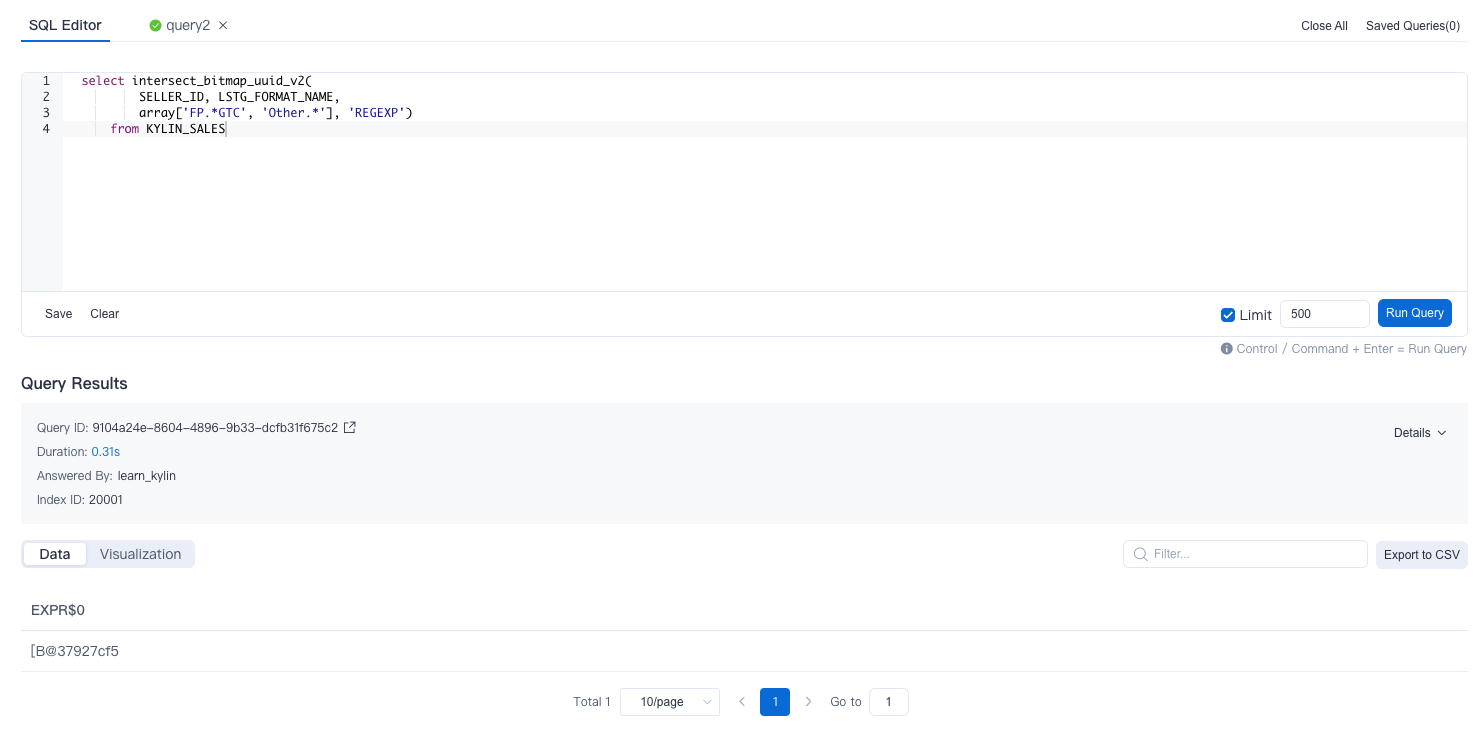 SQL Editor query2 Close All Saved Queries(0)
1 select intersect_bitmap_uuid_v2(
2 SELLER_ID, LSTG_FORMAT_NAME,
3 array['FP.*GTC', 'Other.*'], 'REGEXP')
4 from KYLIN_SALES
Save Clear Limit 500 Run Query
Control / Command + Enter = Run Query
Query Results
Query ID: 9104a24e-8604-4896-9b33-dcfb31f675c2 Details
Duration: 0.31s
Answered By: learn_kylin
Index ID: 20001
Data Visualization Filter... Export to CSV
EXPR$0
[B@37927cf5
Total 1 10/page 1 Go to 1